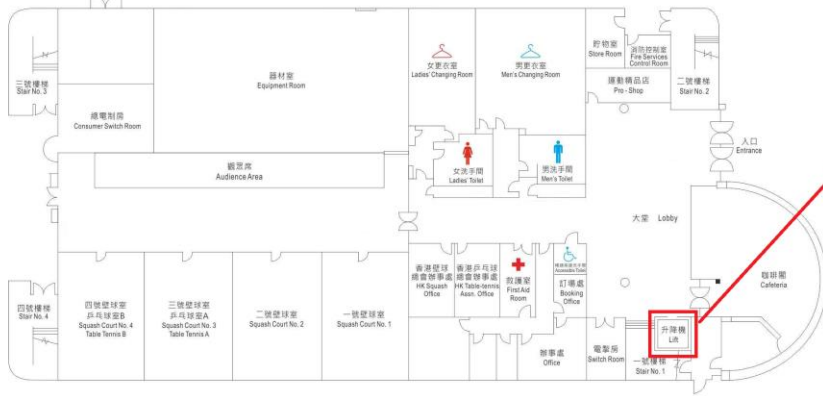 三號樓梯
Stair No. 3
總電制房
Consumer Switch Room
器材室
Equipment Room
女更衣室
Ladies' Changing Room
男更衣室
Men's Changing Room
貯物室
Store Room
消防控制室
Fire Services
Control Room
運動精品店
Pro - Shop
二號樓梯
Stair No. 2
入口
Entrance
觀眾席
Audience Area
女洗手間
Ladies' Toilet
男洗手間
Men's Toilet
大堂 Lobby
咖啡閣
Cafeteria
四號樓梯
Stair No. 4
四號壁球室
乒乓球室B
Squash Court No. 4
Table Tennis B
三號壁球室
乒乓球室A
Squash Court No. 3
Table Tennis A
二號壁球室
Squash Court No. 2
一號壁球室
Squash Court No. 1
香港壁球
總會辦事處
HK Squash
Office
香港乒乓球
總會辦事處
HK Table-tennis
Assn. Office
救護室
First Aid
Room
Accessible Toilet
訂場處
Booking
Office
辦事處
Office
電掣房
Switch Room
升降機
Lift
一號樓梯
Stair No. 1